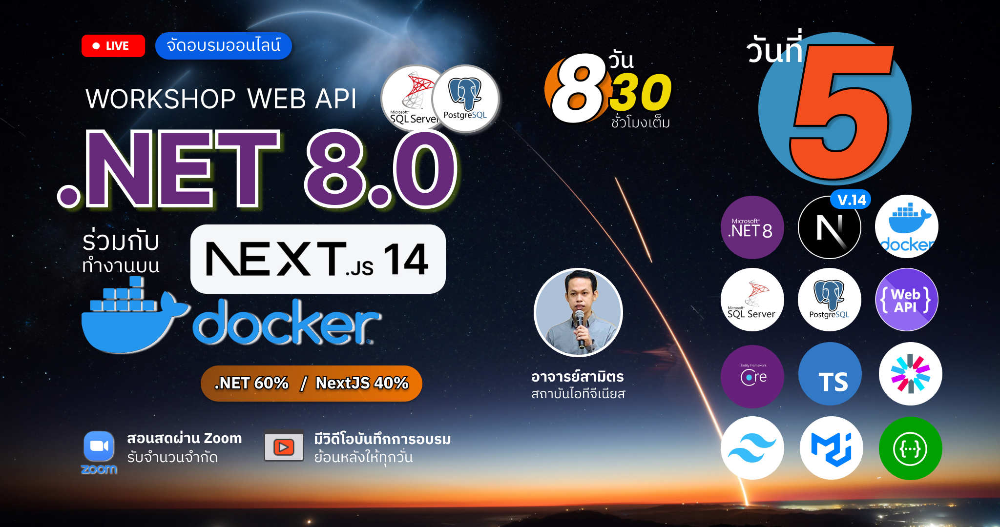 LIVE
จัดอบรมออนไลน์
WORKSHOP WEB API
Microsoft®
SQL Server
PostgreSQL
.NET 8.0
ร่วมกับ
ทำงานบน
NEXT.JS 14
docker
.NET 60% / NextJS 40%
zoom
สอนสดผ่าน Zoom
รับจำนวนจำกัด
มีวิดีโอบันทึกการอบรม
ย้อนหลังให้ทุกวั่น
8 วัน
30
ชั่วโมงเต็ม
อาจารย์สามิตร
สถาบันไอทีจีเนียส
วันที่ 5
Microsoft®
.NET 8
N
V.14
docker
Microsoft®
SQL Server
PostgreSQL
{ Web API }
Entity Framework
Core
TS
{···}